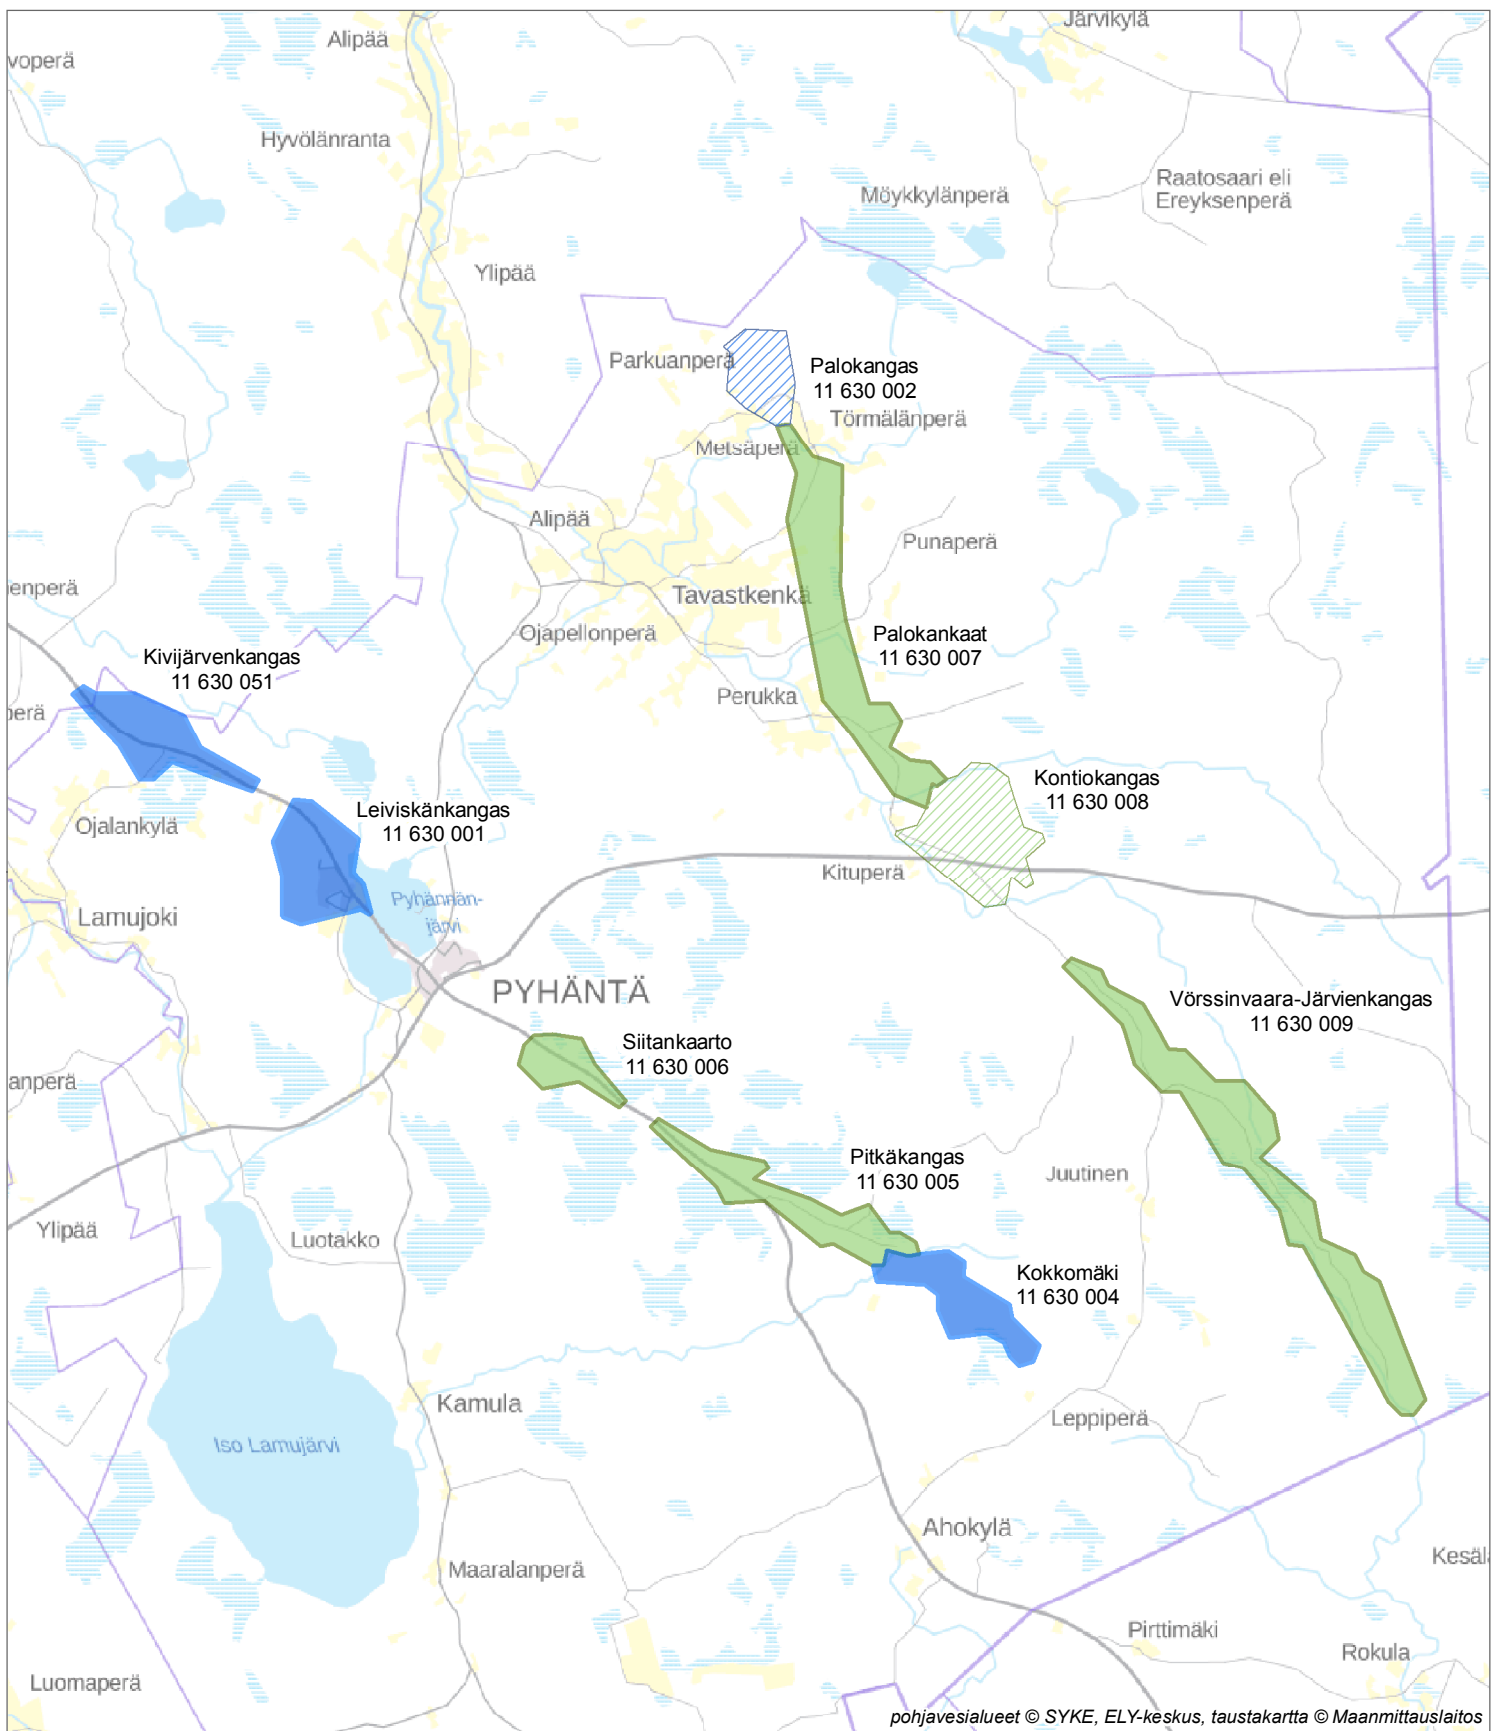 Järvikylä
Alipää
voperä
Hyvölänranta
Raatosaari eli
Ereyksenperä
Möykkylänperä
Ylipää
Parkuanperä
Palokangas
11 630 002
Törmälänperä
Metsäperä
Alipää
Punaperä
enperä
Tavastkenkä
Ojapellonperä
Palokankaat
11 630 007
Kivijärvenkangas
11 630 051
Perukka
perä
Kontiokangas
11 630 008
Leiviskänkangas
11 630 001
Ojalankylä
Kituperä
Pyhännän-
järvi
Lamujoki
PYHÄNTÄ
Vörssinvaara-Järvienkangas
11 630 009
Siitankaarto
11 630 006
anperä
Pitkäkangas
11 630 005
Juutinen
Ylipää
Luotakko
Kokkomäki
11 630 004
Kamula
Leppiperä
Iso Lamujärvi
Ahokylä
Kesäl
Maaralanperä
Pirttimäki
Rokula
Luomaperä
pohjavesialueet © SYKE, ELY-keskus, taustakartta © Maanmittauslaitos